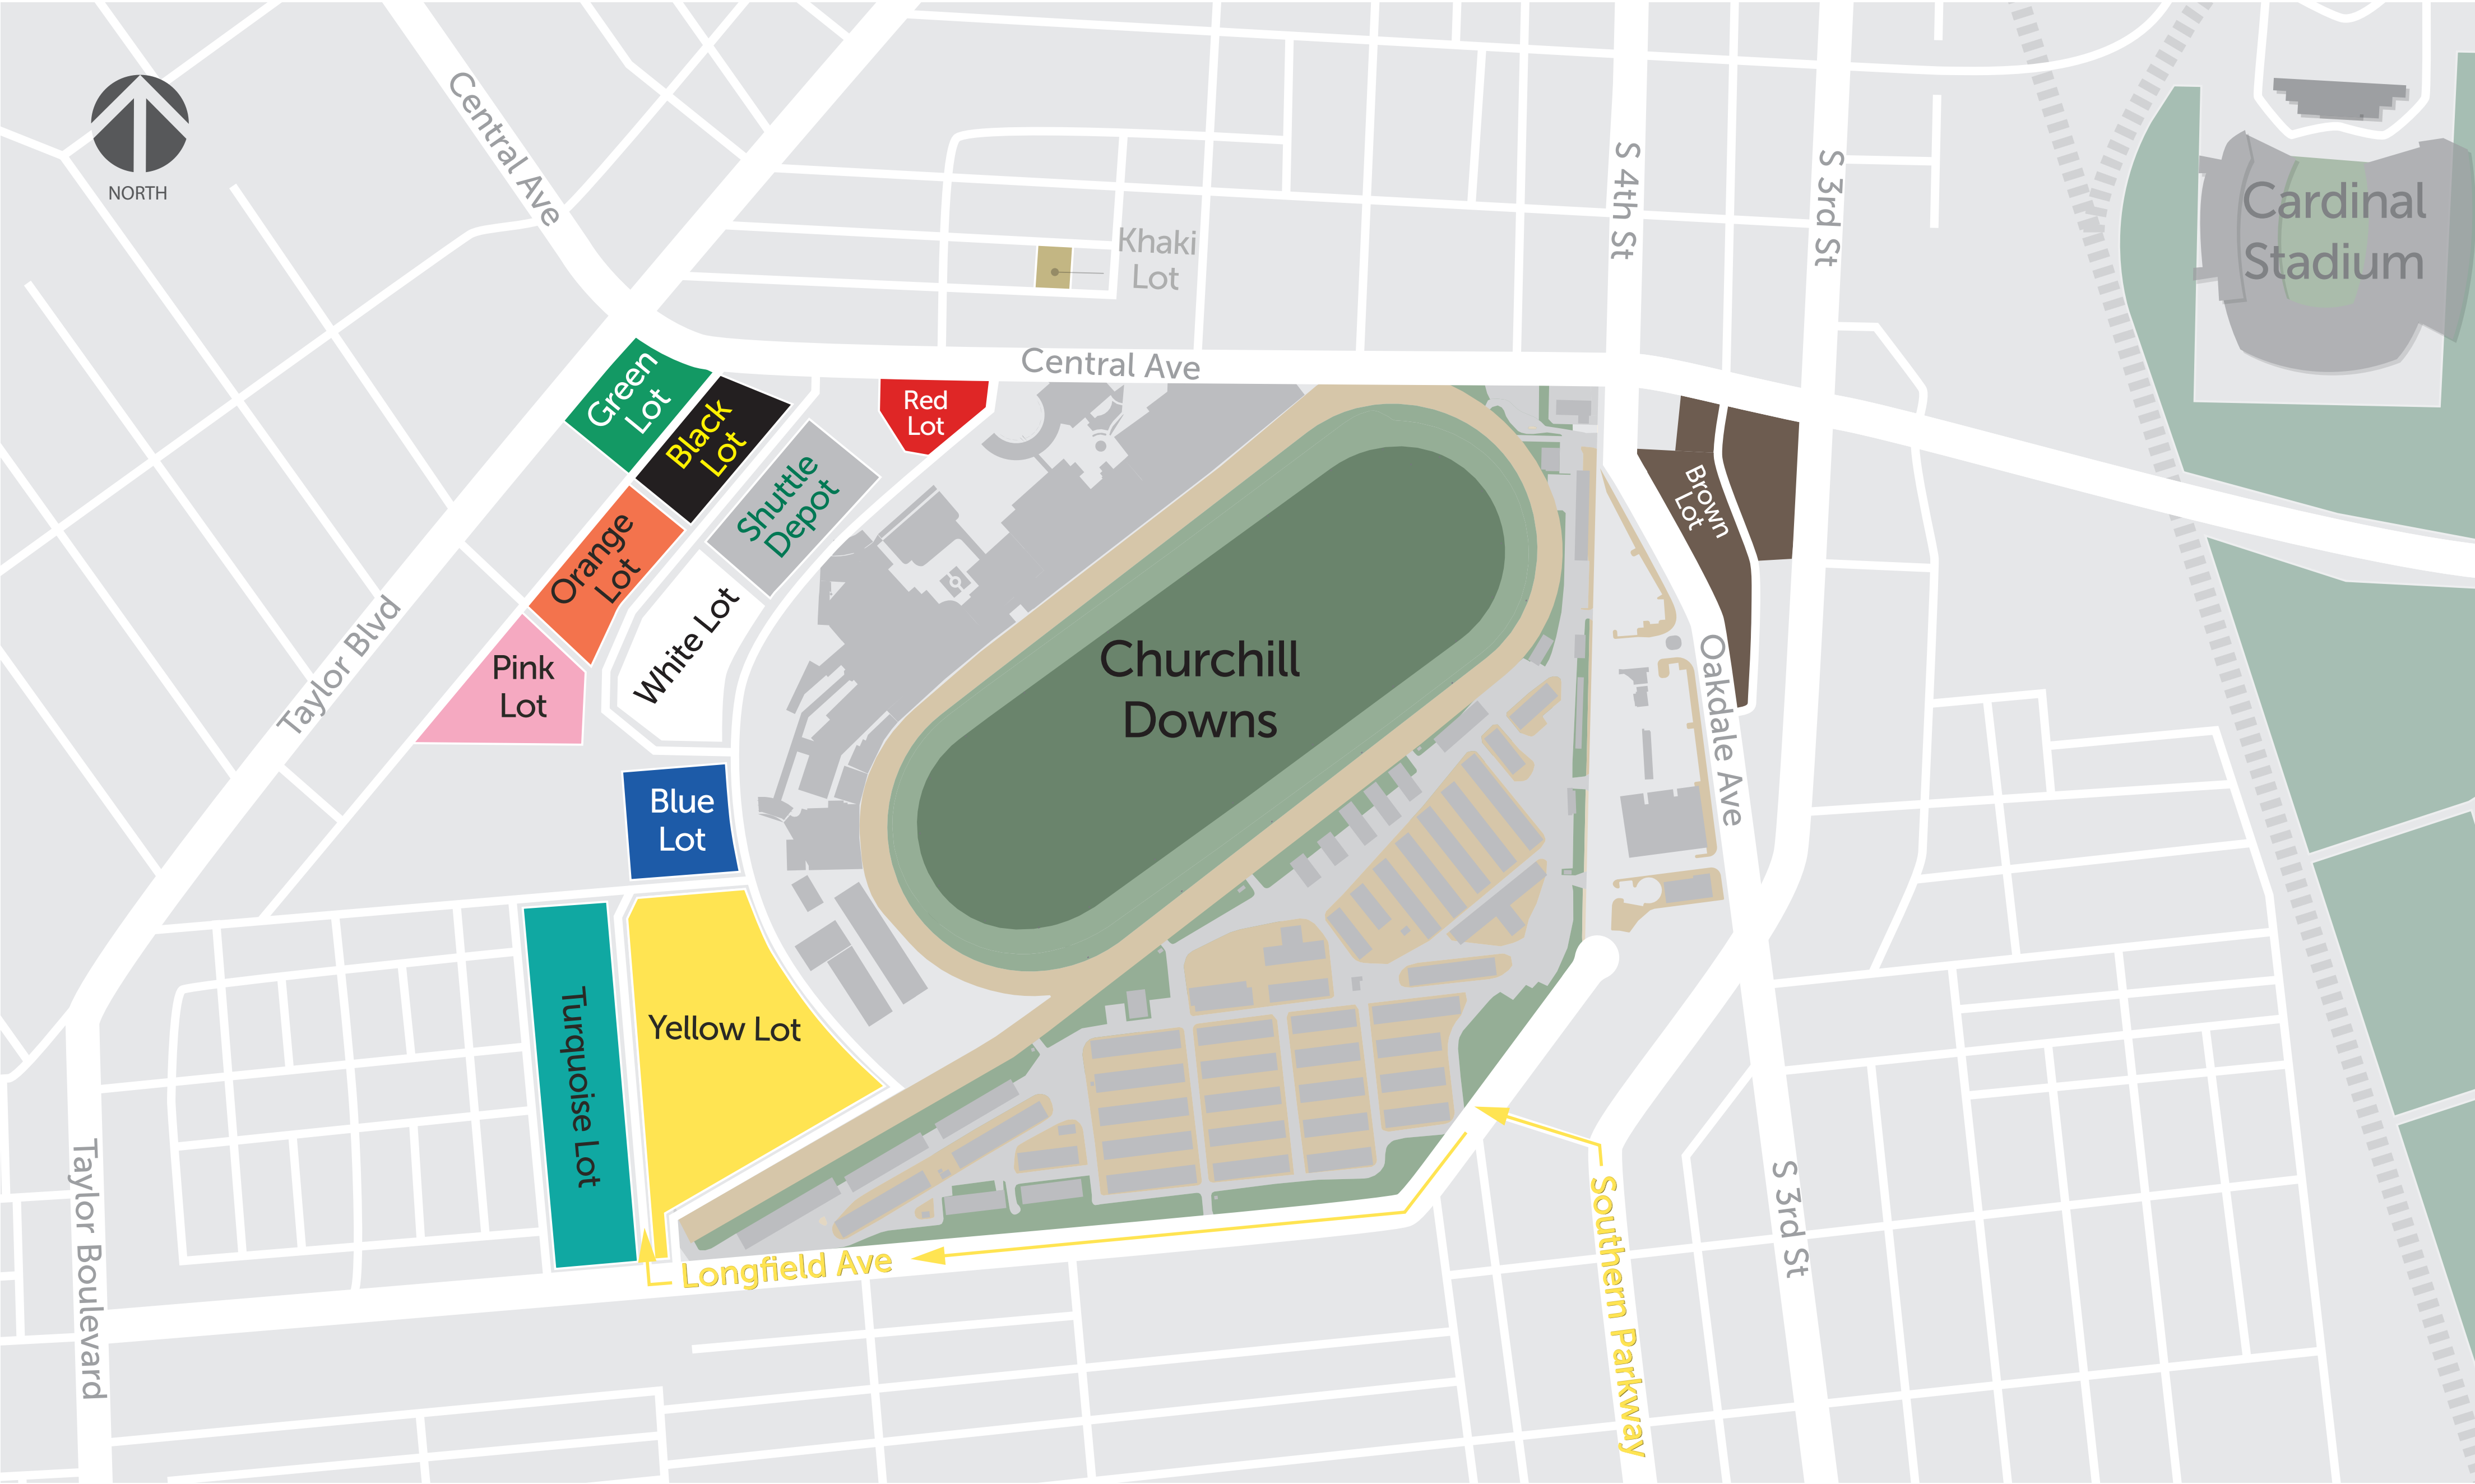 NORTH
Central Ave
S 4th St
S 3rd St
Cardinal
Stadium
Khaki
Lot
Central Ave
Green
Lot
Black
Lot
Red
Lot
Shuttle
Depot
Brown
Lot
Orange
Lot
White Lot
Taylor Blvd
Pink
Lot
Churchill
Downs
Oakdale Ave
Blue
Lot
Turquoise Lot
Yellow Lot
Taylor Boulevard
Longfield Ave
Southern Parkway
S 3rd St